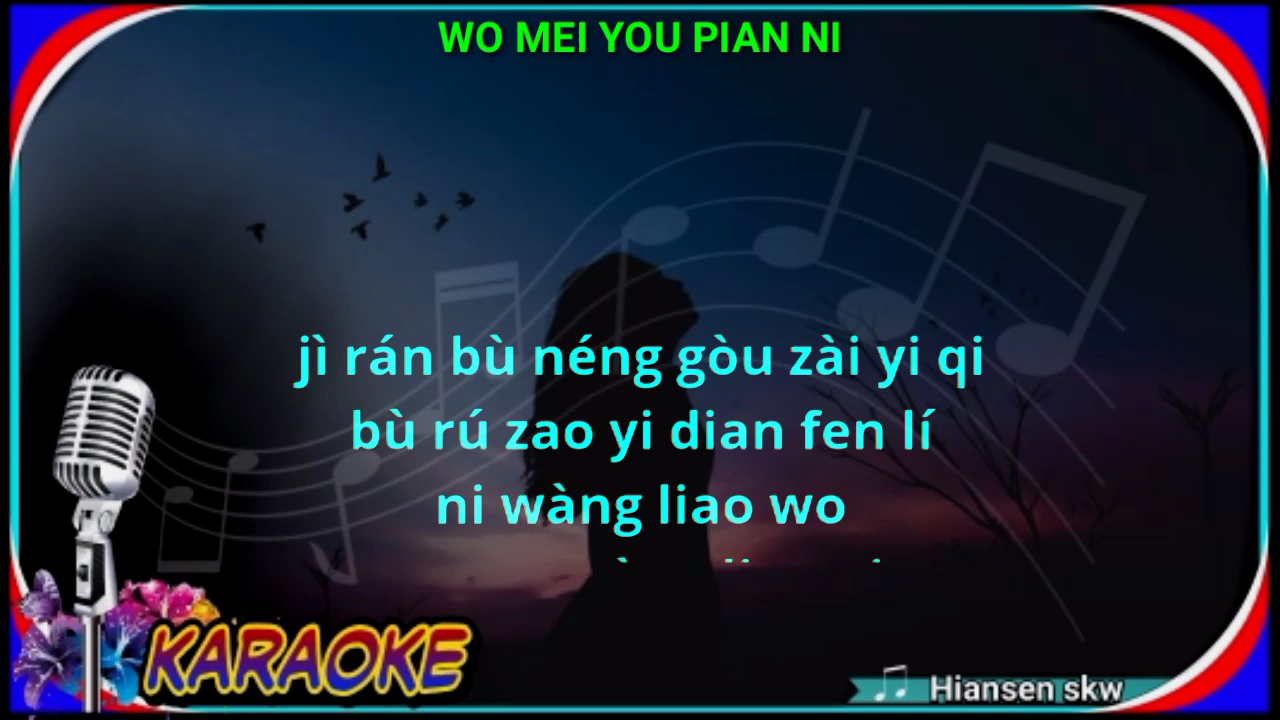 WO MEI YOU PIAN NI
jì rán bù néng gòu zài yi qi
bù rú zao yi dian fen lí
ni wàng liao wo
KARAOKE
Hiansen skw